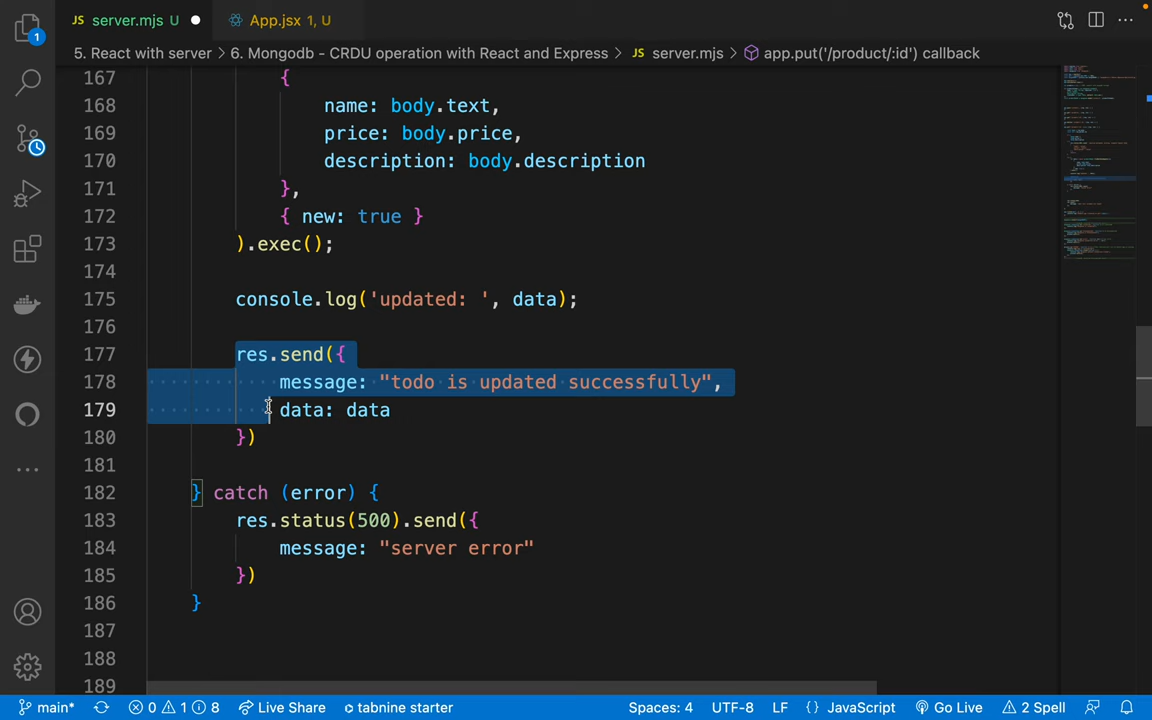 JS server.mjs U
App.jsx 1, U
5. React with server > 6. Mongodb - CRDU operation with React and Express > JS server.mjs > app.put('/product/:id') callback
1
167 {
168 name: body.text,
169 price: body.price,
170 description: body.description
171 },
172 { new: true }
173 ).exec();
174
175 console.log('updated: ', data);
176
177 res.send({
178 message: "todo is updated successfully",
179 data: data
180 })
181
182 } catch (error) {
183 res.status(500).send({
184 message: "server error"
185 })
186 }
187
188
189
main* 0 1 8 Live Share tabnine starter Spaces: 4 UTF-8 LF {} JavaScript Go Live 2 Spell